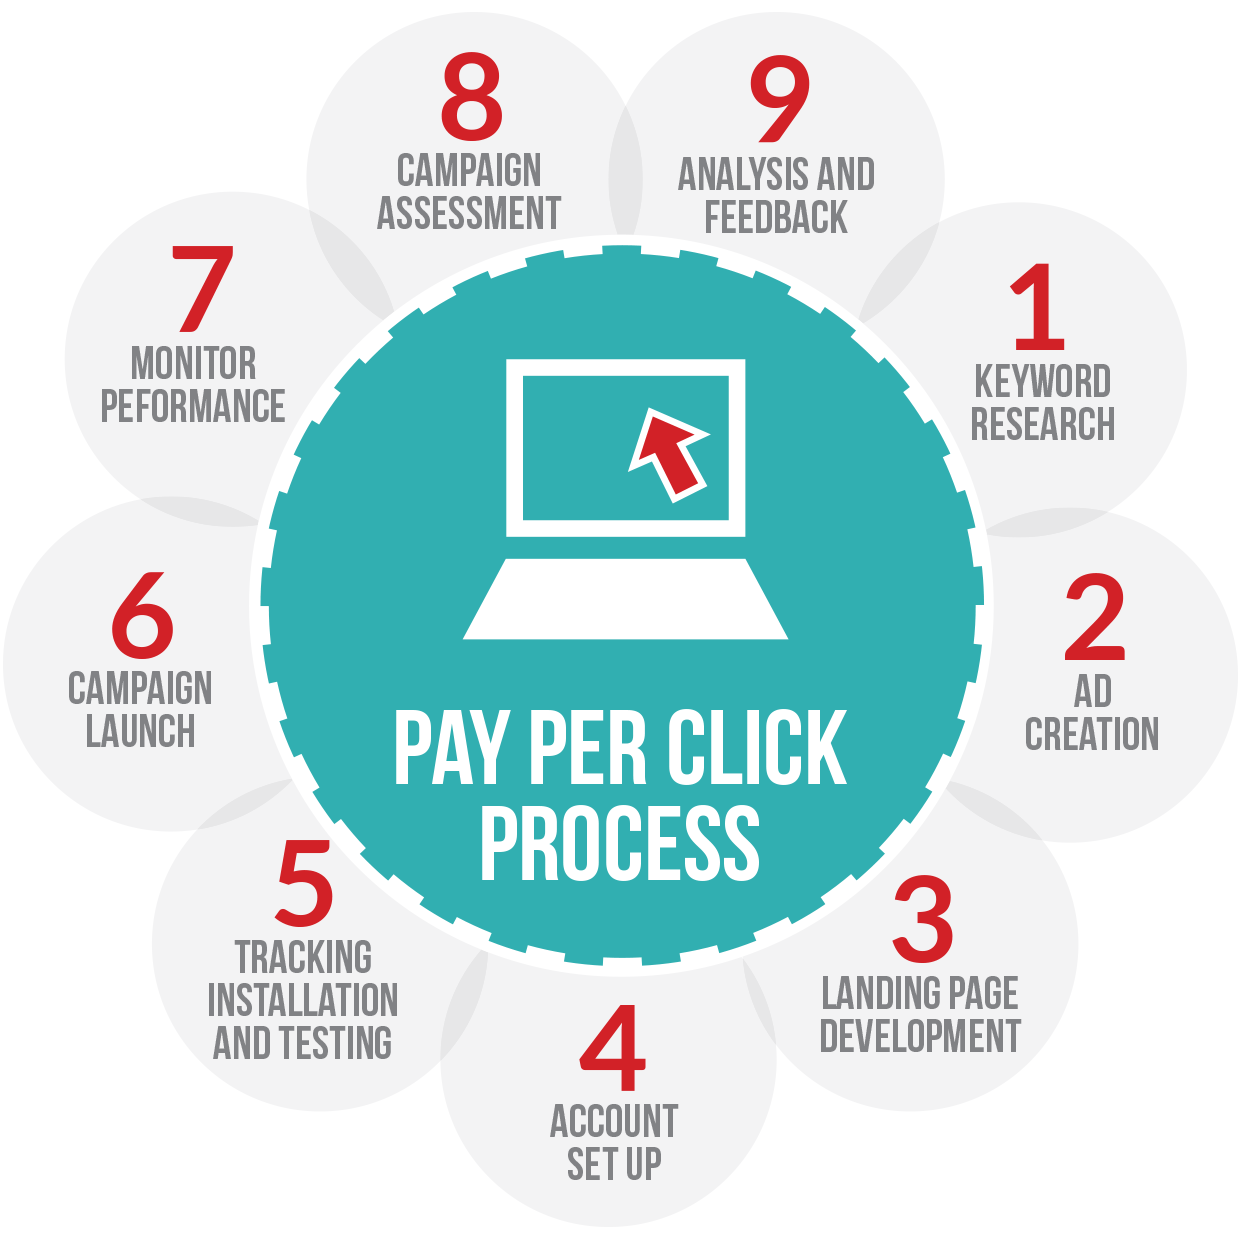 PAY PER CLICK
PROCESS
1
KEYWORD
RESEARCH
2
AD
CREATION
3
LANDING PAGE
DEVELOPMENT
4
ACCOUNT
SET UP
5
TRACKING
INSTALLATION
AND TESTING
6
CAMPAIGN
LAUNCH
7
MONITOR
PEFORMANCE
8
CAMPAIGN
ASSESSMENT
9
ANALYSIS AND
FEEDBACK